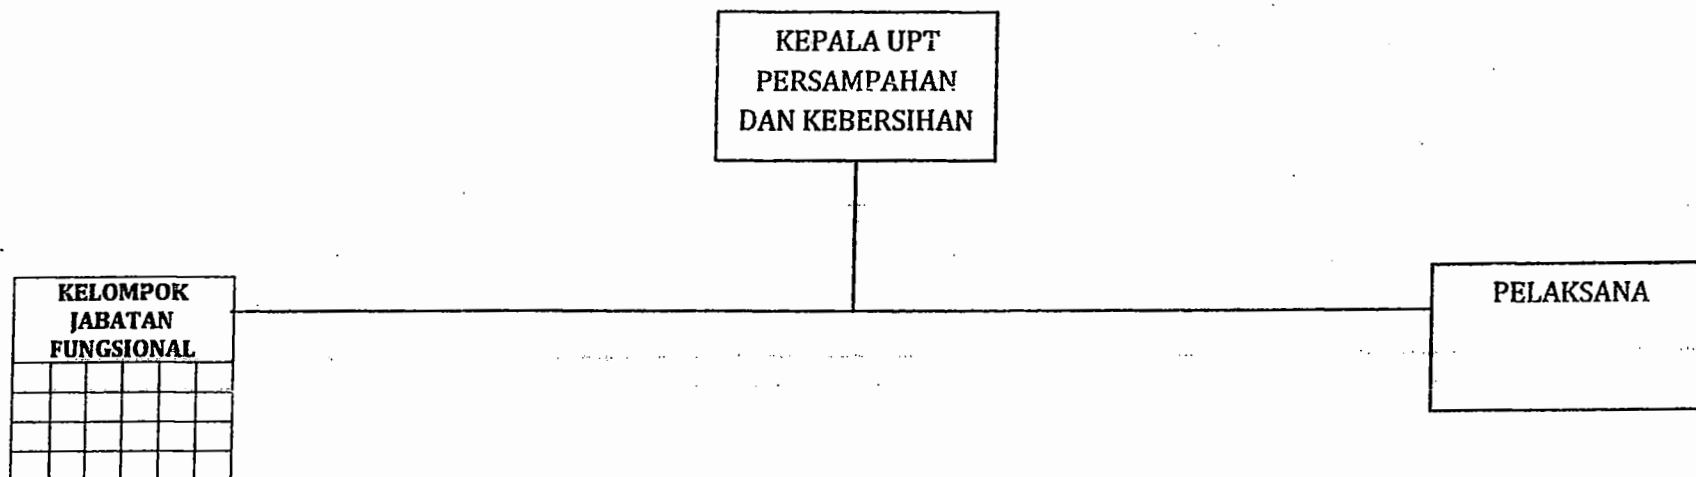 KEPALA UPT
PERSAMPAHAN
DAN KEBERSIHAN
KELOMPOK
JABATAN
FUNGSIONAL
PELAKSANA